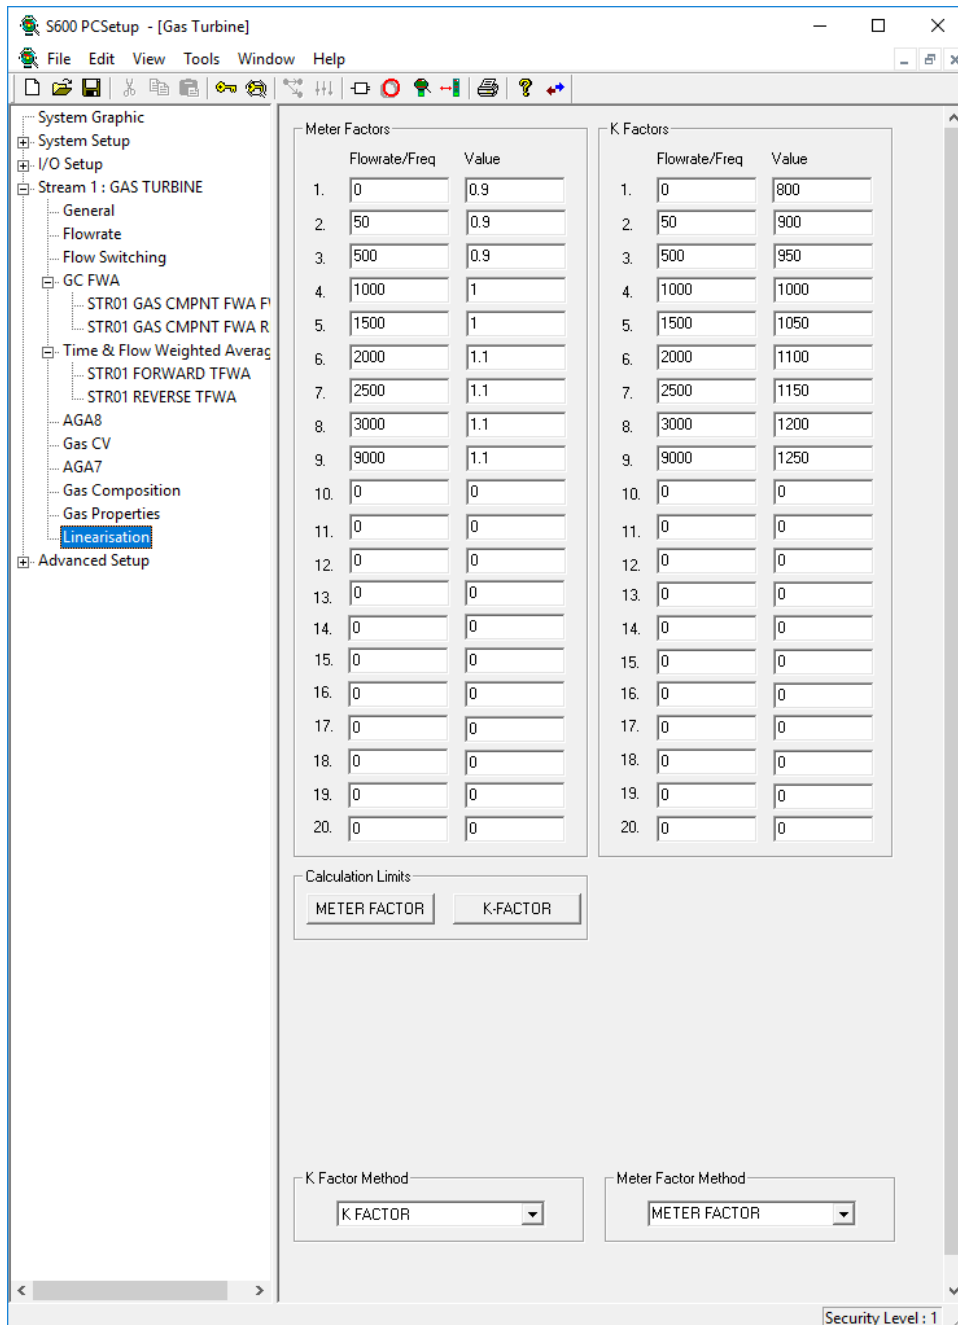 S600 PCSetup - [Gas Turbine]
File Edit View Tools Window Help
System Graphic
System Setup
I/O Setup
Stream 1 : GAS TURBINE
General
Flowrate
Flow Switching
GC FWA
STR01 GAS CMPNT FWA F
STR01 GAS CMPNT FWA R
Time & Flow Weighted Averag
STR01 FORWARD TFWA
STR01 REVERSE TFWA
AGA8
Gas CV
AGA7
Gas Composition
Gas Properties
Linearisation
Advanced Setup
Meter Factors
Flowrate/Freq Value
1. 0 0.9
2. 50 0.9
3. 500 0.9
4. 1000 1
5. 1500 1
6. 2000 1.1
7. 2500 1.1
8. 3000 1.1
9. 9000 1.1
10. 0 0
11. 0 0
12. 0 0
13. 0 0
14. 0 0
15. 0 0
16. 0 0
17. 0 0
18. 0 0
19. 0 0
20. 0 0
K Factors
Flowrate/Freq Value
1. 0 800
2. 50 900
3. 500 950
4. 1000 1000
5. 1500 1050
6. 2000 1100
7. 2500 1150
8. 3000 1200
9. 9000 1250
10. 0 0
11. 0 0
12. 0 0
13. 0 0
14. 0 0
15. 0 0
16. 0 0
17. 0 0
18. 0 0
19. 0 0
20. 0 0
Calculation Limits
METER FACTOR K-FACTOR
K Factor Method
K FACTOR
Meter Factor Method
METER FACTOR
Security Level : 1